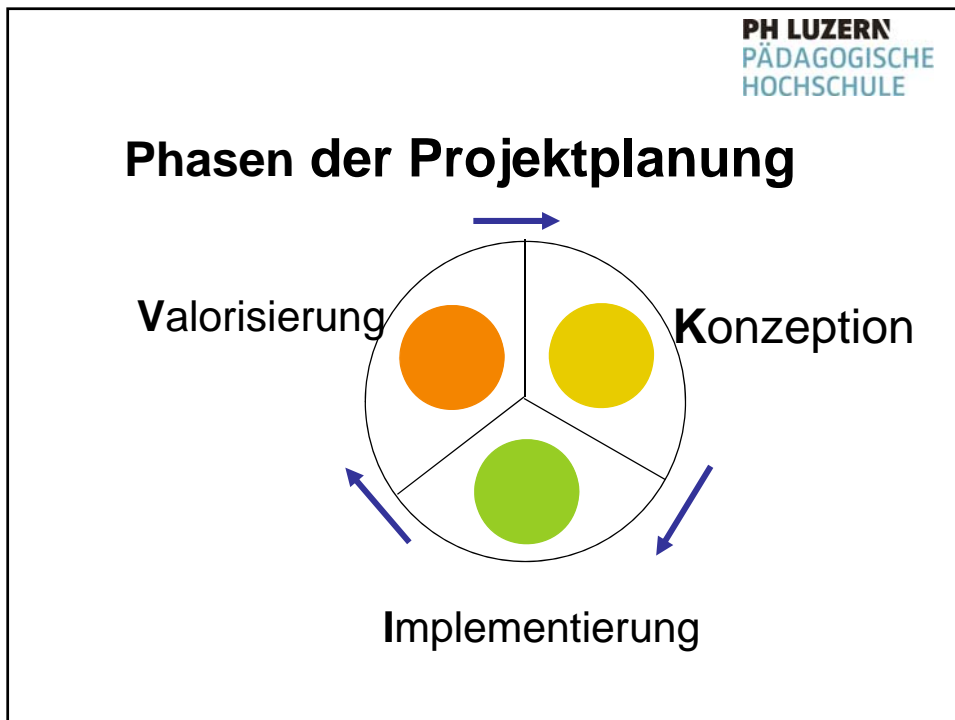 PH LUZERN
PÄDAGOGISCHE
HOCHSCHULE
Phasen der Projektplanung
Valorisierung
Konzeption
Implementierung